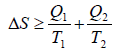 ΔS ≥ Q₁/T₁ + Q₂/T₂